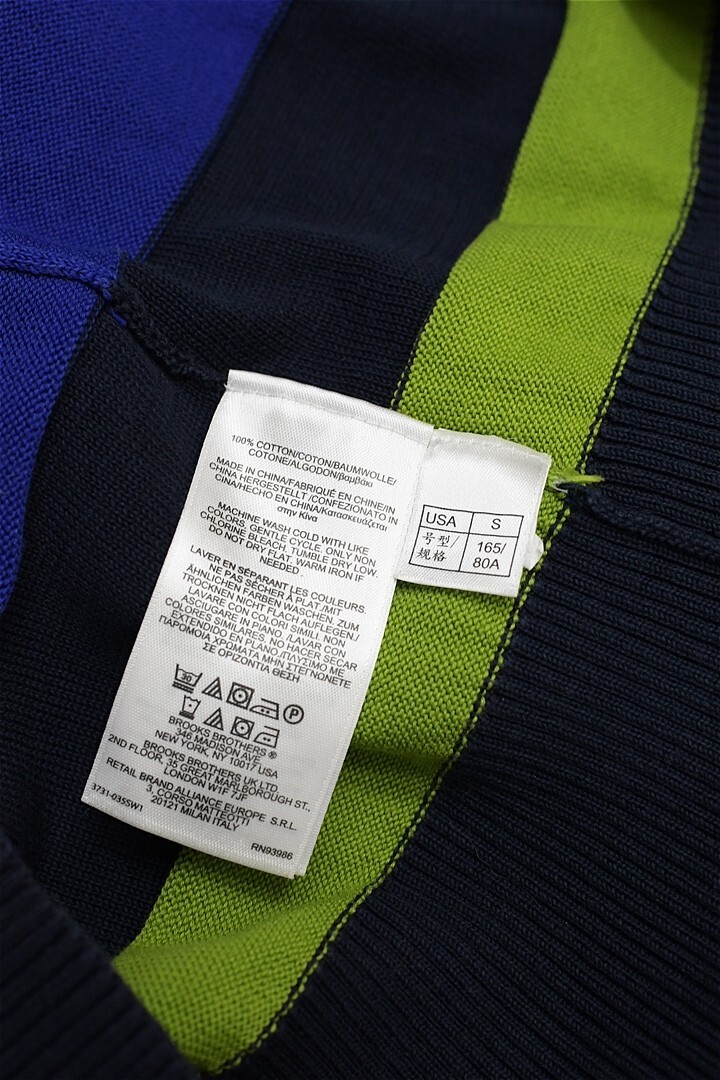 100% COTTON/COTON/BAUMWOLLE/
COTONE/ALGODON/βαμβάκι
MADE IN CHINA/FABRIQUÉ EN CHINE/IN
CHINA HERGESTELLT /CONFEZIONATO IN
CINA/HECHO EN CHINA/Κατασκευάζεται
στην Κίνα
MACHINE WASH COLD WITH LIKE
COLORS, GENTLE CYCLE. ONLY NON
CHLORINE BLEACH, TUMBLE DRY LOW.
DO NOT DRY FLAT. WARM IRON IF
NEEDED.
LAVER EN SÉPARANT LES COULEURS.
NE PAS SÉCHER À PLAT./MIT
ÄHNLICHEN FARBEN WASCHEN. ZUM
TROCKNEN NICHT FLACH AUFLEGEN./
LAVARE CON COLORI SIMILI. NON
ASCIUGARE IN PIANO./LAVAR CON
COLORES SIMILARES. NO HACER SECAR
EXTENDIDO EN PLANO./ΠΛΥΣΙΜΟ ΜΕ
ΠΑΡΟΜΟΙΑ ΧΡΩΜΑΤΑ ΜΗΝ ΣΤΕΓΝΩΝΕΤΕ
ΣΕ ΟΡΙΖΟΝΤΙΑ ΘΕΣΗ
30 P
BROOKS BROTHERS ®
346 MADISON AVE
NEW YORK, NY 10017 USA
BROOKS BROTHERS UK LTD.
2ND FLOOR, 35 GREAT MARLBOROUGH ST.,
LONDON W1F 7JF
RETAIL BRAND ALLIANCE EUROPE S.R.L.
3, CORSO MATTEOTTI
20121 MILAN ITALY
3731-035SW1
RN93986
USA S
号型/ 165/
规格 80A